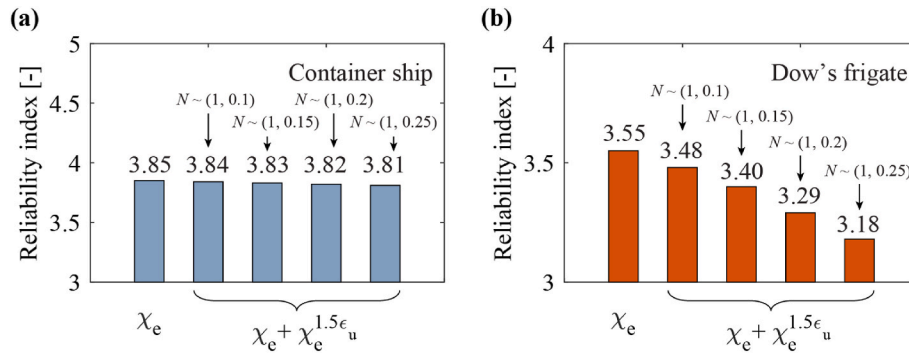 (a)
Reliability index [-]
5
4.5
4
3.5
3
Container ship
N ~ (1, 0.1)
N ~ (1, 0.2)
N ~ (1, 0.15)
N ~ (1, 0.25)
3.85 3.84 3.83 3.82 3.81
χe
χe + χe^1.5ϵu
(b)
Reliability index [-]
4
3.5
3
Dow's frigate
N ~ (1, 0.1)
N ~ (1, 0.15)
N ~ (1, 0.2)
N ~ (1, 0.25)
3.55
3.48
3.40
3.29
3.18
χe
χe + χe^1.5ϵu